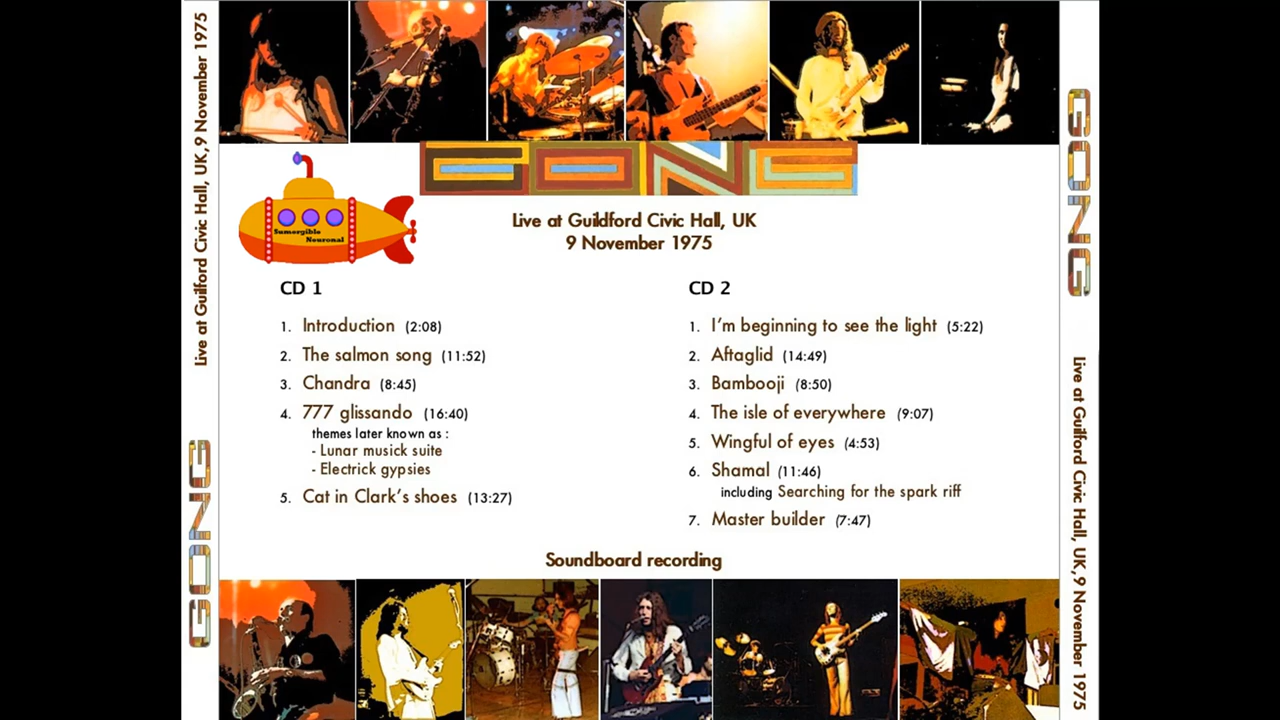 Live at Guilford Civic Hall, UK, 9 November 1975
GONG
GONG
Sumergible
Neuronal
Live at Guildford Civic Hall, UK
9 November 1975
CD 1
1. Introduction (2:08)
2. The salmon song (11:52)
3. Chandra (8:45)
4. 777 glissando (16:40)
themes later known as :
- Lunar musick suite
- Electrick gypsies
5. Cat in Clark's shoes (13:27)
CD 2
1. I'm beginning to see the light (5:22)
2. Aftaglid (14:49)
3. Bambooji (8:50)
4. The isle of everywhere (9:07)
5. Wingful of eyes (4:53)
6. Shamal (11:46)
including Searching for the spark riff
7. Master builder (7:47)
Soundboard recording
GONG
Live at Guilford Civic Hall, UK, 9 November 1975